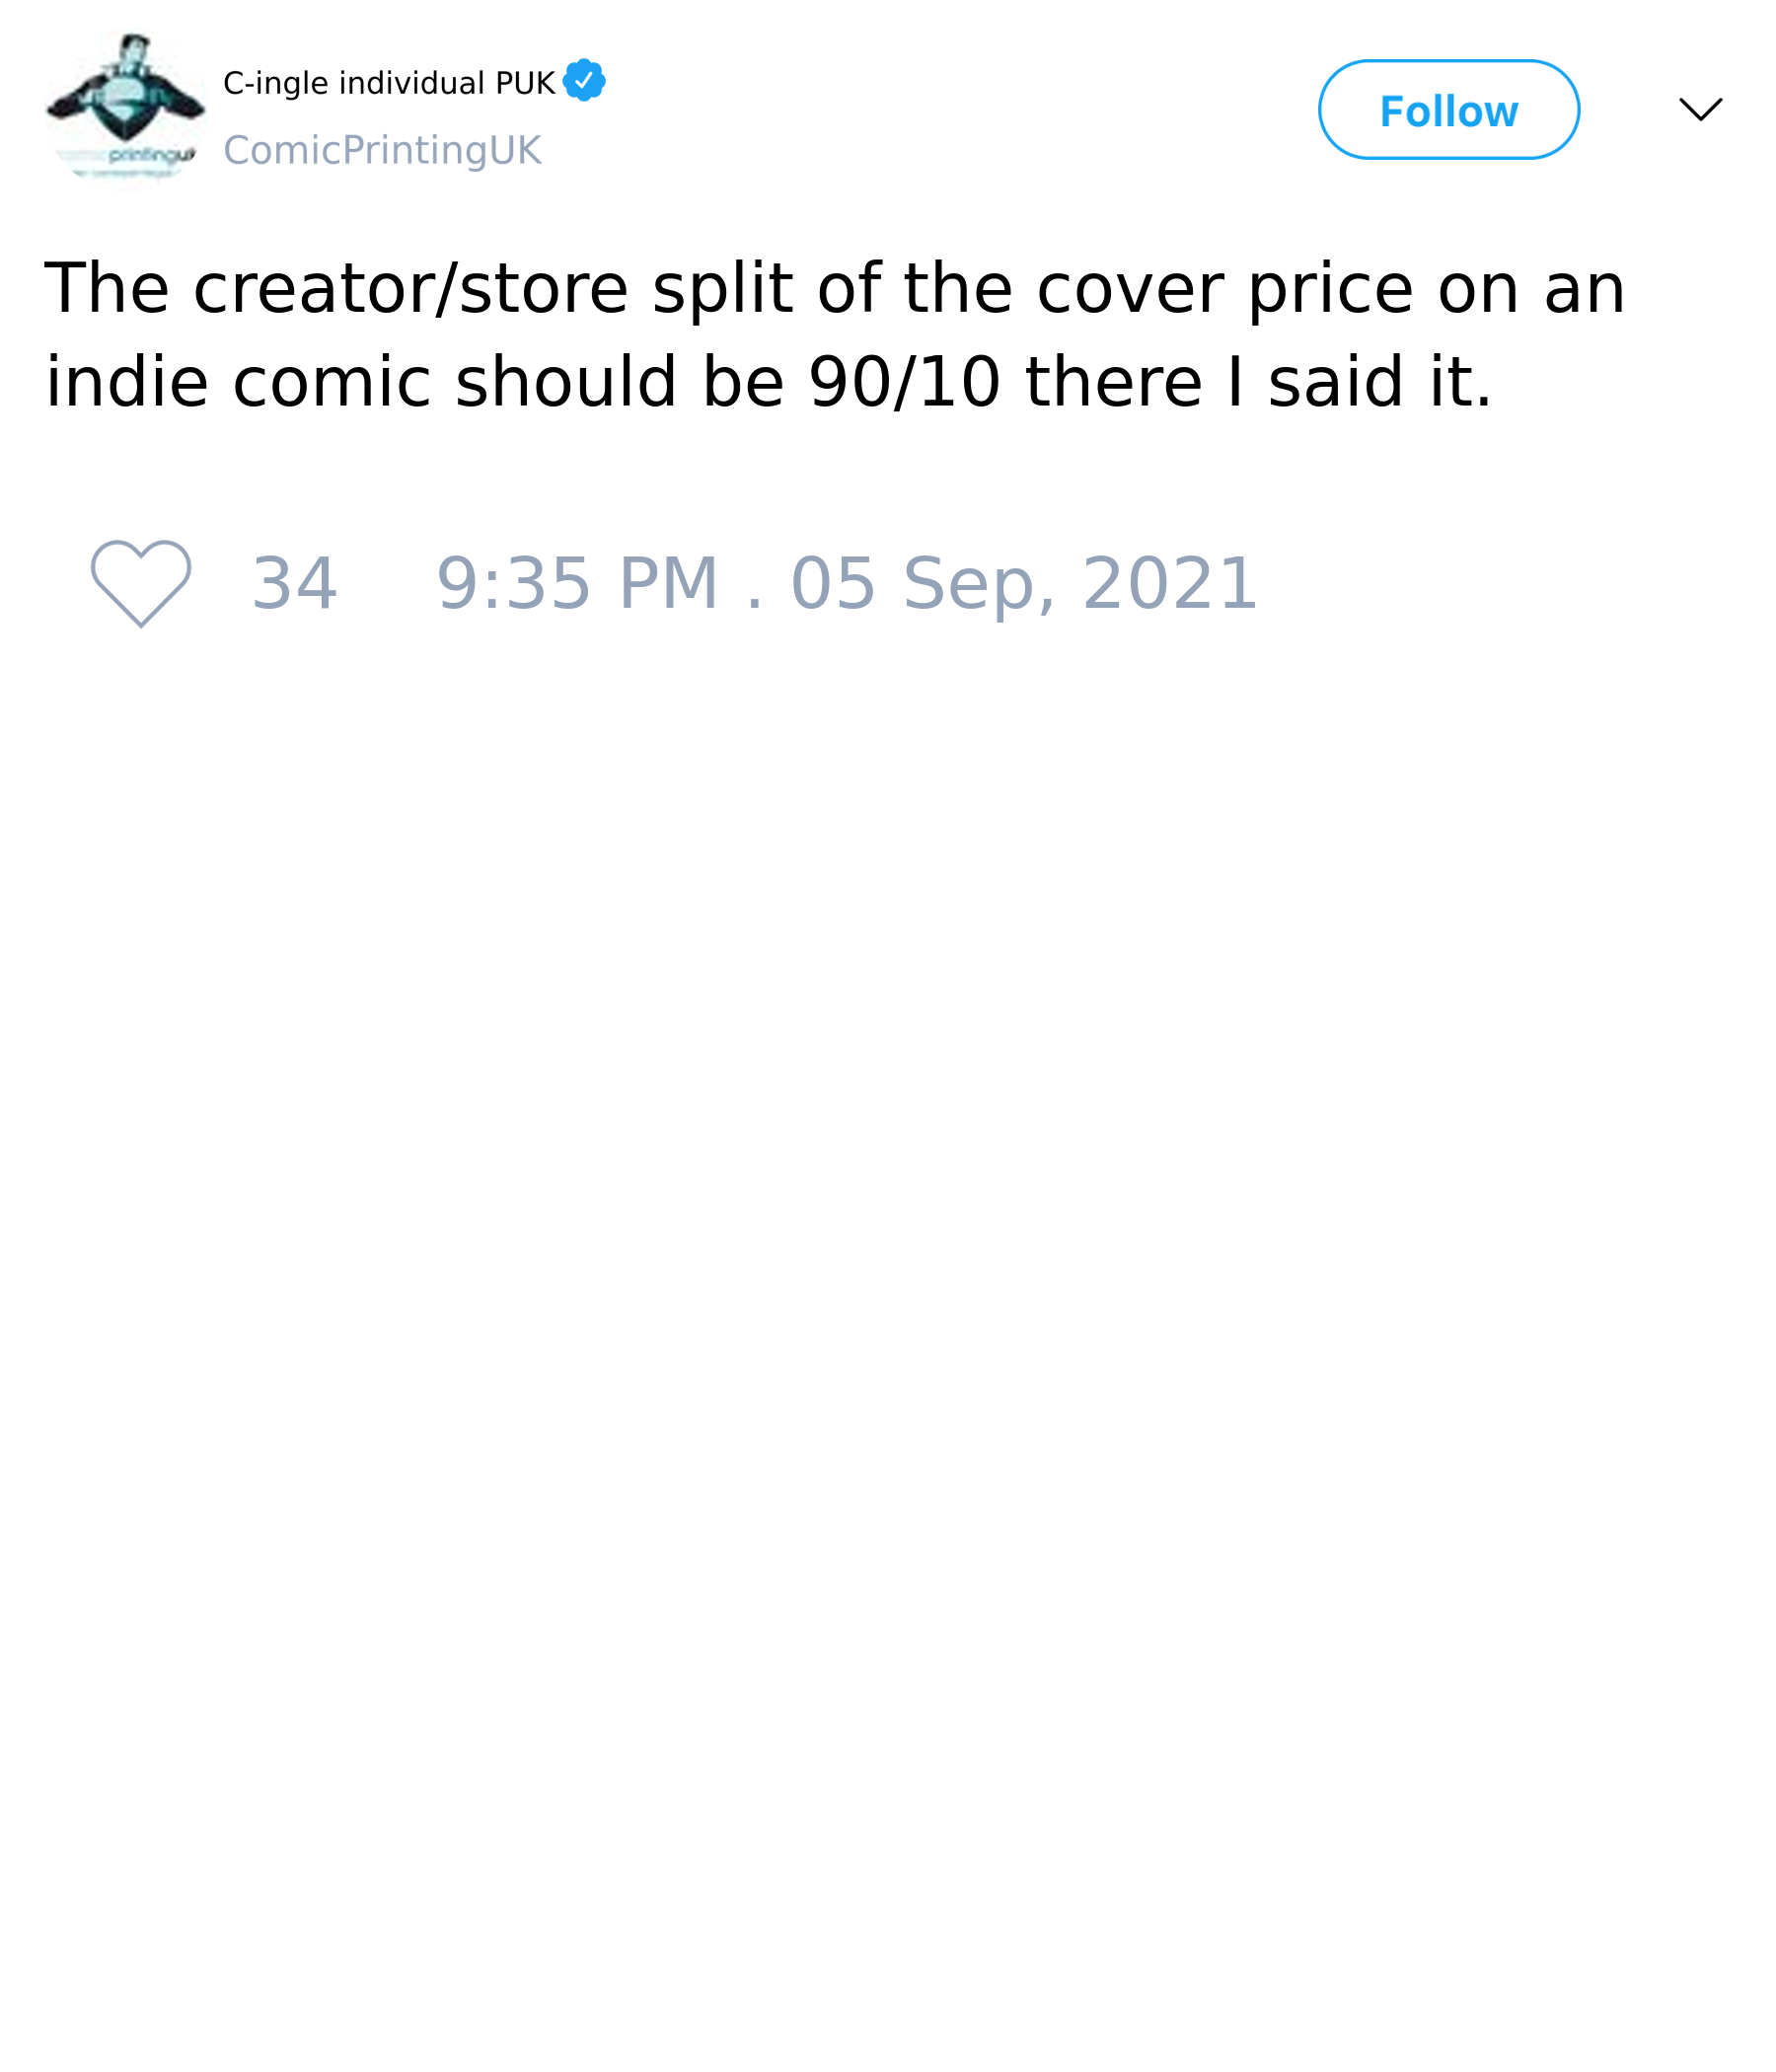 C-ingle individual PUK
ComicPrintingUK
Follow
printinguk
The creator/store split of the cover price on an
indie comic should be 90/10 there I said it.
34 9:35 PM . 05 Sep, 2021